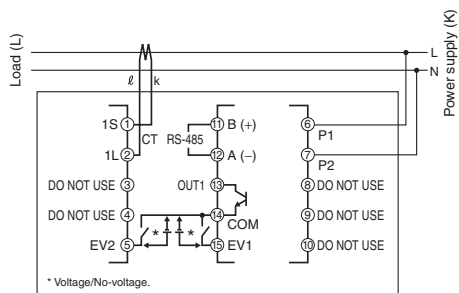 Load (L)
Power supply (K)
L
N
ℓ k
1S 1 CT RS-485 11 B (+) 6 P1
1L 2 12 A (–) 7 P2
DO NOT USE 3 OUT1 13 8 DO NOT USE
DO NOT USE 4 14 COM 9 DO NOT USE
EV2 5 * * 15 EV1 10 DO NOT USE
* Voltage/No-voltage.